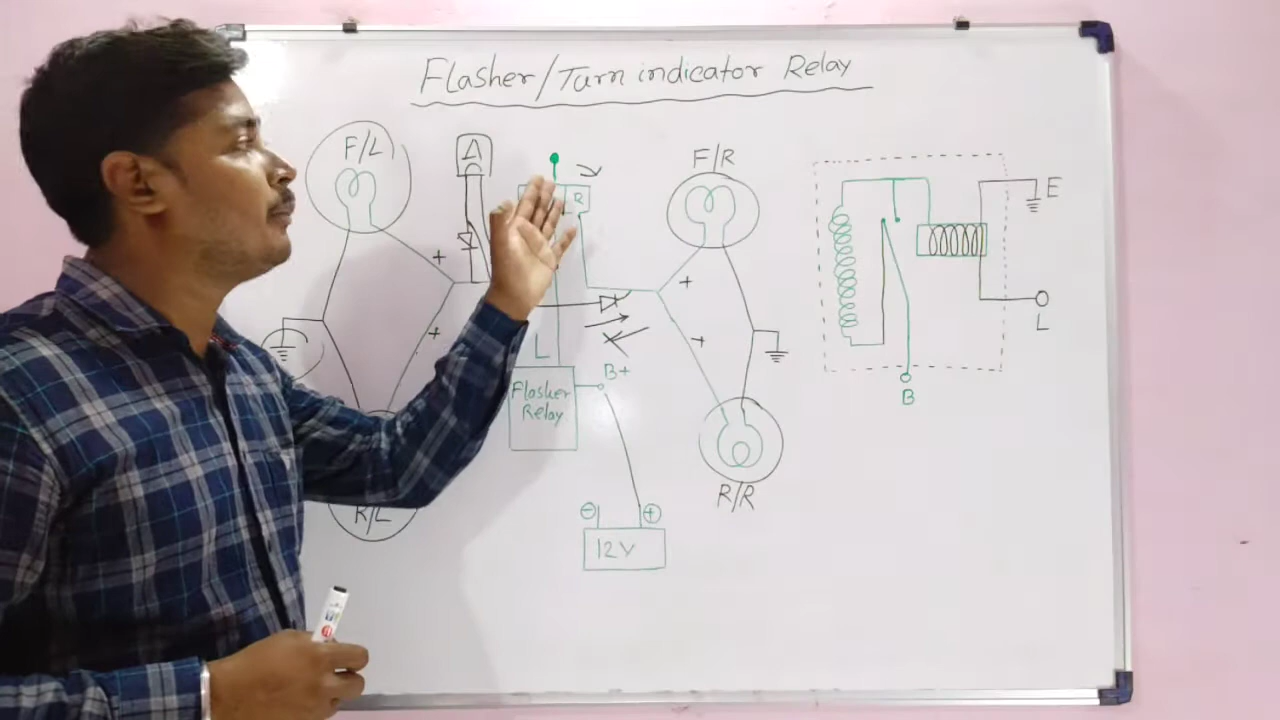 Flasher/Turn indicator Relay
F/L
R
F/R
E
+
+
+
+
L
L
B+
B
Flasher
Relay
R/L
R/R
⊖ ⊕
12V